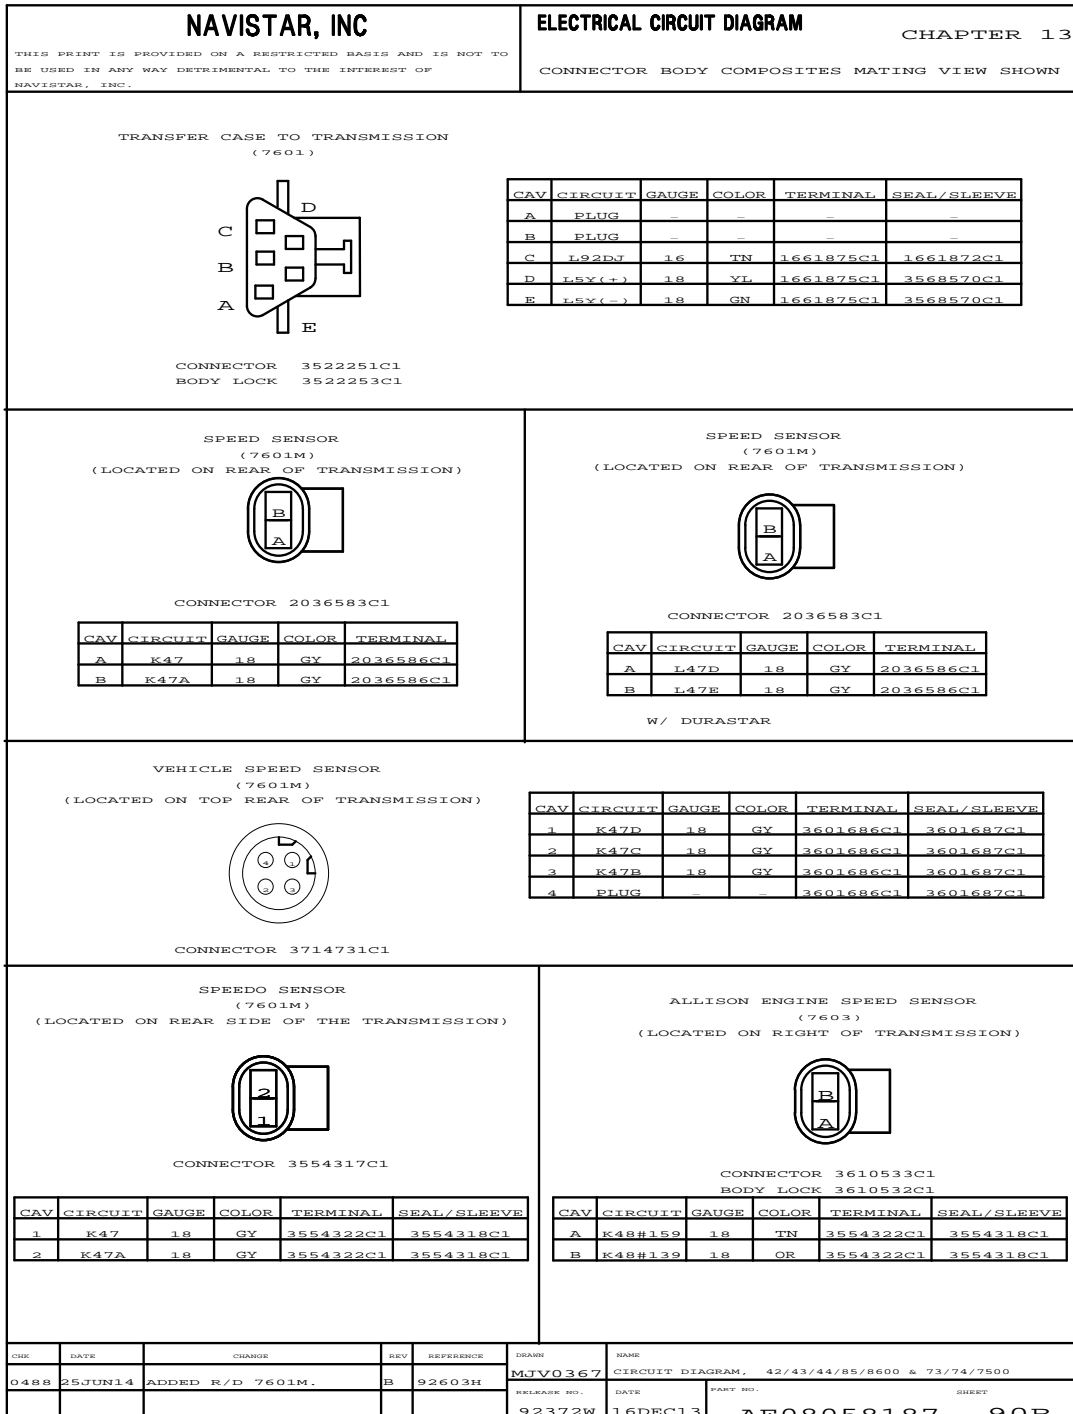 NAVISTAR, INC
THIS PRINT IS PROVIDED ON A RESTRICTED BASIS AND IS NOT TO
BE USED IN ANY WAY DETRIMENTAL TO THE INTEREST OF
NAVISTAR, INC.
ELECTRICAL CIRCUIT DIAGRAM
CHAPTER 13
CONNECTOR BODY COMPOSITES MATING VIEW SHOWN
TRANSFER CASE TO TRANSMISSION
(7601)
D
C
B
A
E
CONNECTOR 3522251C1
BODY LOCK 3522253C1
CAV CIRCUIT GAUGE COLOR TERMINAL SEAL/SLEEVE
A PLUG – – – –
B PLUG – – – –
C L92DJ 16 TN 1661875C1 1661872C1
D L5Y(+) 18 YL 1661875C1 3568570C1
E L5Y(-) 18 GN 1661875C1 3568570C1
SPEED SENSOR
(7601M)
(LOCATED ON REAR OF TRANSMISSION)
B
A
CONNECTOR 2036583C1
CAV CIRCUIT GAUGE COLOR TERMINAL
A K47 18 GY 2036586C1
B K47A 18 GY 2036586C1
SPEED SENSOR
(7601M)
(LOCATED ON REAR OF TRANSMISSION)
B
A
CONNECTOR 2036583C1
CAV CIRCUIT GAUGE COLOR TERMINAL
A L47D 18 GY 2036586C1
B L47E 18 GY 2036586C1
W/ DURASTAR
VEHICLE SPEED SENSOR
(7601M)
(LOCATED ON TOP REAR OF TRANSMISSION)
4 1
2 3
CONNECTOR 3714731C1
CAV CIRCUIT GAUGE COLOR TERMINAL SEAL/SLEEVE
1 K47D 18 GY 3601686C1 3601687C1
2 K47C 18 GY 3601686C1 3601687C1
3 K47B 18 GY 3601686C1 3601687C1
4 PLUG – – 3601686C1 3601687C1
SPEEDO SENSOR
(7601M)
(LOCATED ON REAR SIDE OF THE TRANSMISSION)
2
1
CONNECTOR 3554317C1
CAV CIRCUIT GAUGE COLOR TERMINAL SEAL/SLEEVE
1 K47 18 GY 3554322C1 3554318C1
2 K47A 18 GY 3554322C1 3554318C1
ALLISON ENGINE SPEED SENSOR
(7603)
(LOCATED ON RIGHT OF TRANSMISSION)
B
A
CONNECTOR 3610533C1
BODY LOCK 3610532C1
CAV CIRCUIT GAUGE COLOR TERMINAL SEAL/SLEEVE
A K48#159 18 TN 3554322C1 3554318C1
B K48#139 18 OR 3554322C1 3554318C1
CHK DATE CHANGE REV REFERENCE
0488 25JUN14 ADDED R/D 7601M. B 92603H
DRAWN
MJV0367
NAME
CIRCUIT DIAGRAM, 42/43/44/85/8600 & 73/74/7500
RELEASE NO.
92372W
DATE
16DEC13
PART NO.
AE08058187
SHEET
90B